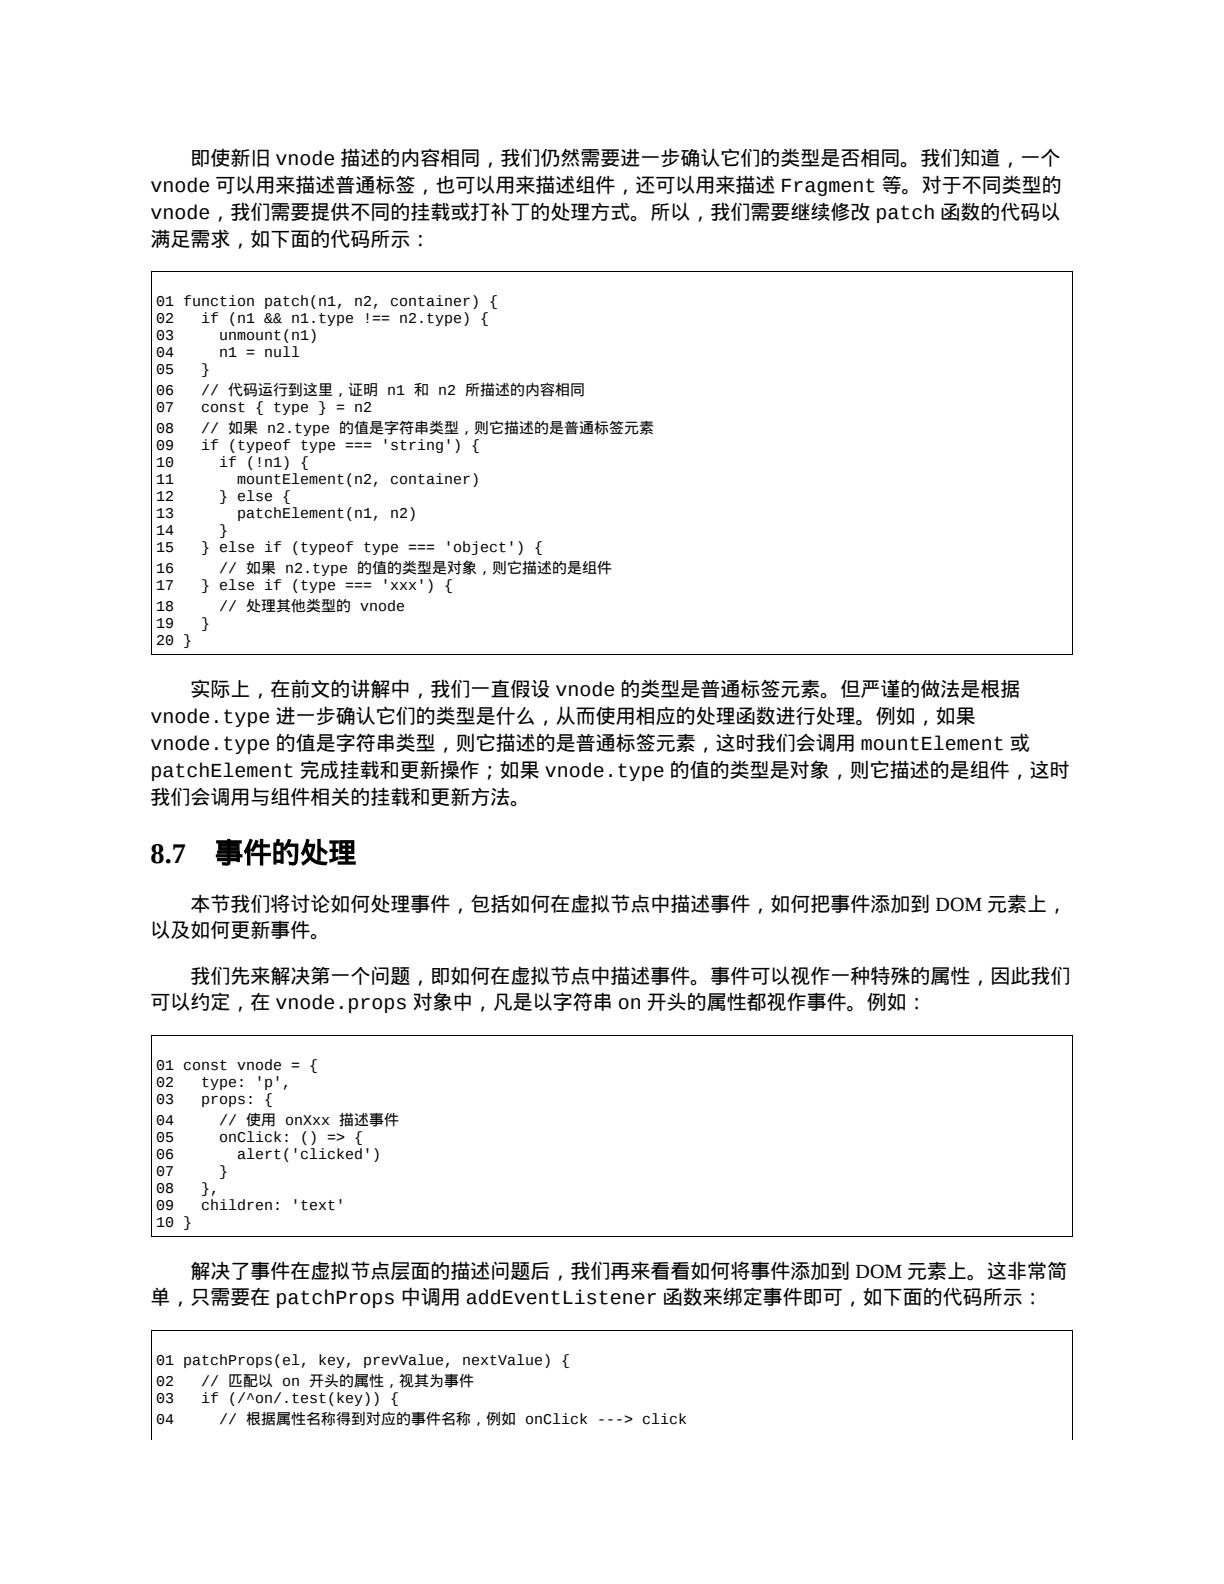 即使新旧 vnode 描述的内容相同，我们仍然需要进一步确认它们的类型是否相同。我们知道，一个
vnode 可以用来描述普通标签，也可以用来描述组件，还可以用来描述 Fragment 等。对于不同类型的
vnode，我们需要提供不同的挂载或打补丁的处理方式。所以，我们需要继续修改 patch 函数的代码以
满足需求，如下面的代码所示：
01 function patch(n1, n2, container) {
02   if (n1 && n1.type !== n2.type) {
03     unmount(n1)
04     n1 = null
05   }
06   // 代码运行到这里，证明 n1 和 n2 所描述的内容相同
07   const { type } = n2
08   // 如果 n2.type 的值是字符串类型，则它描述的是普通标签元素
09   if (typeof type === 'string') {
10     if (!n1) {
11       mountElement(n2, container)
12     } else {
13       patchElement(n1, n2)
14     }
15   } else if (typeof type === 'object') {
16     // 如果 n2.type 的值的类型是对象，则它描述的是组件
17   } else if (type === 'xxx') {
18     // 处理其他类型的 vnode
19   }
20 }
实际上，在前文的讲解中，我们一直假设 vnode 的类型是普通标签元素。但严谨的做法是根据
vnode.type 进一步确认它们的类型是什么，从而使用相应的处理函数进行处理。例如，如果
vnode.type 的值是字符串类型，则它描述的是普通标签元素，这时我们会调用 mountElement 或
patchElement 完成挂载和更新操作；如果 vnode.type 的值的类型是对象，则它描述的是组件，这时
我们会调用与组件相关的挂载和更新方法。
8.7 事件的处理
本节我们将讨论如何处理事件，包括如何在虚拟节点中描述事件，如何把事件添加到 DOM 元素上，
以及如何更新事件。
我们先来解决第一个问题，即如何在虚拟节点中描述事件。事件可以视作一种特殊的属性，因此我们
可以约定，在 vnode.props 对象中，凡是以字符串 on 开头的属性都视作事件。例如：
01 const vnode = {
02   type: 'p',
03   props: {
04     // 使用 onXxx 描述事件
05     onClick: () => {
06       alert('clicked')
07     }
08   },
09   children: 'text'
10 }
解决了事件在虚拟节点层面的描述问题后，我们再来看看如何将事件添加到 DOM 元素上。这非常简
单，只需要在 patchProps 中调用 addEventListener 函数来绑定事件即可，如下面的代码所示：
01 patchProps(el, key, prevValue, nextValue) {
02   // 匹配以 on 开头的属性，视其为事件
03   if (/^on/.test(key)) {
04     // 根据属性名称得到对应的事件名称，例如 onClick ---> click